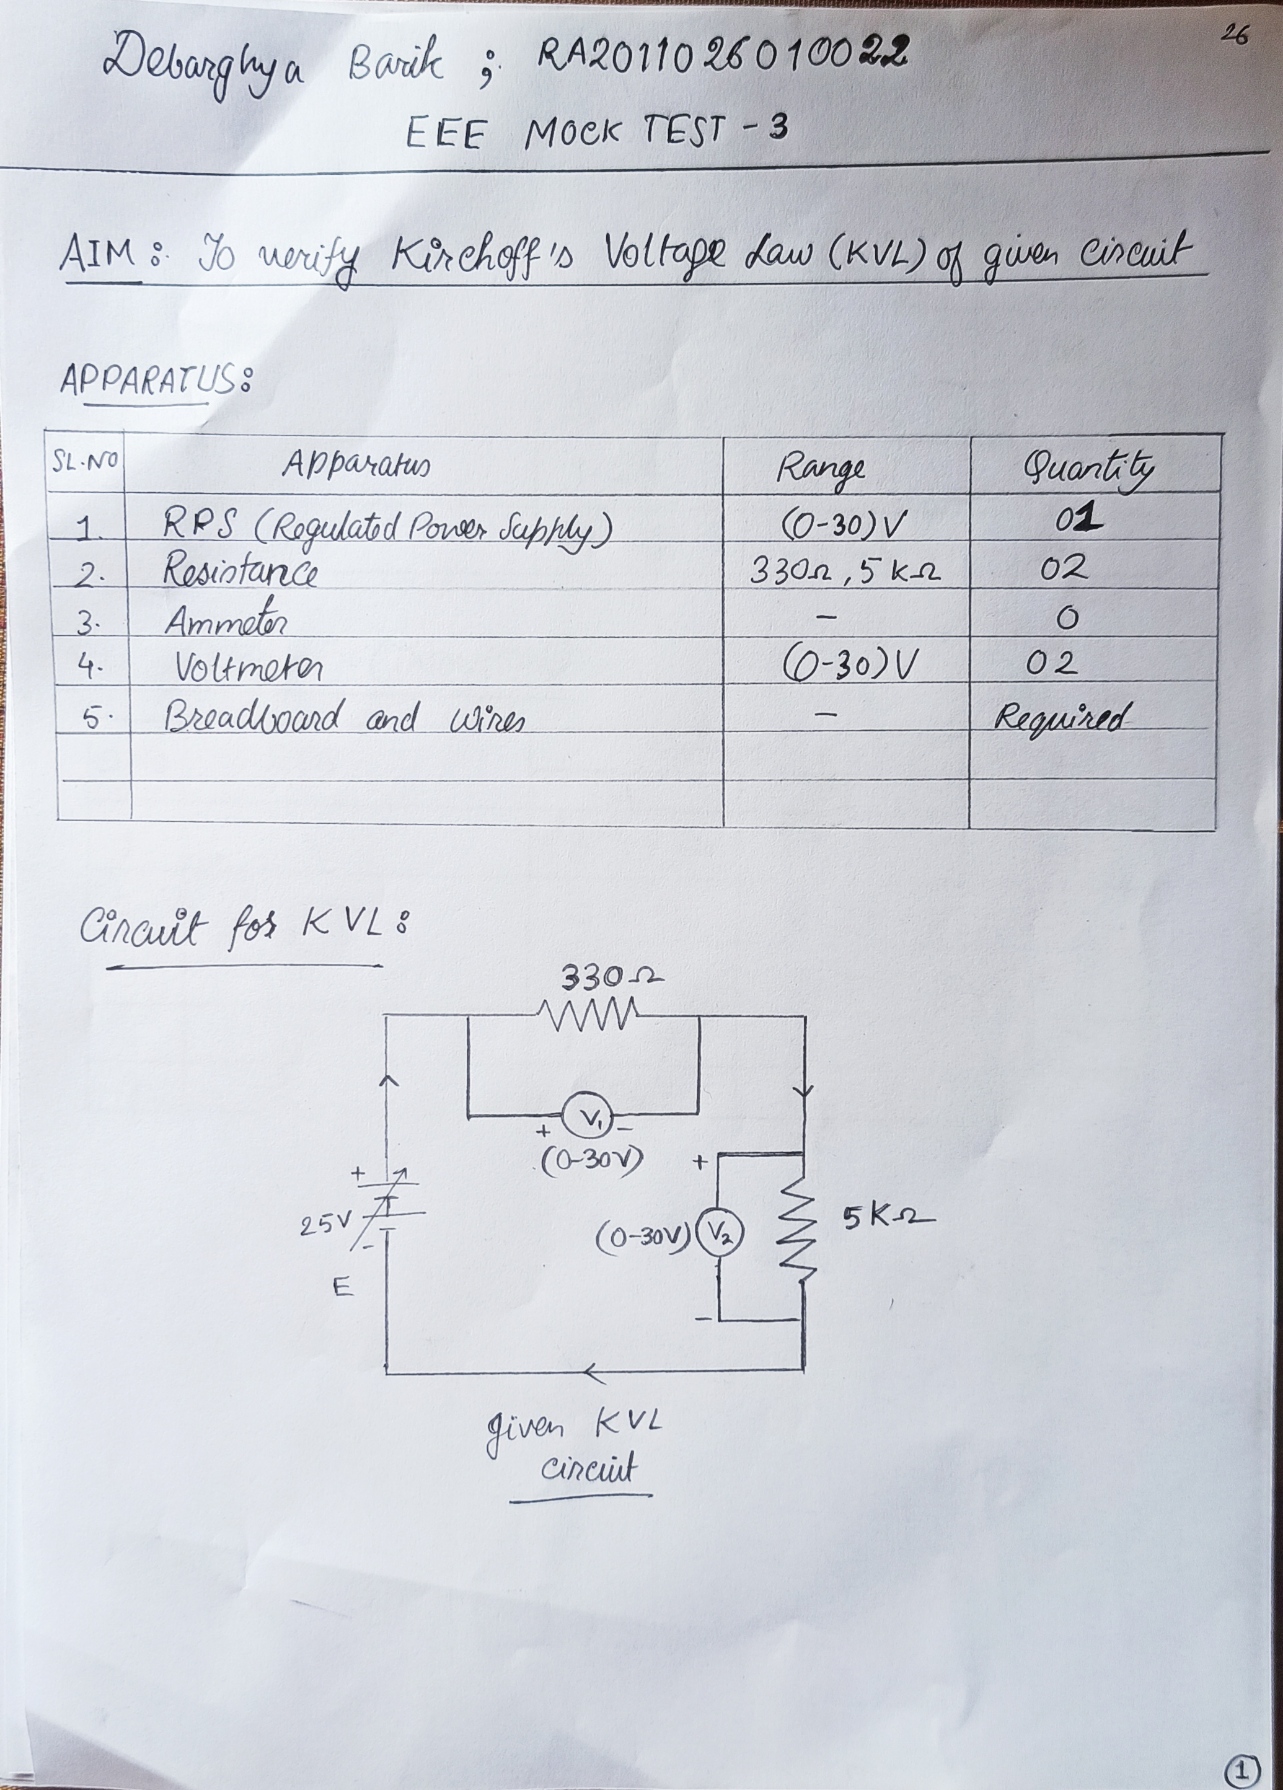 26
Debarghya Barik ; RA2011026010022
EEE MOCK TEST - 3
AIM : To verify Kirchoff's Voltage Law (KVL) of given circuit
APPARATUS :
SL.NO Apparatus Range Quantity
1. RPS (Regulated Power Supply) (0-30)V 01
2. Resistance 330Ω, 5 KΩ 02
3. Ammeter - 0
4. Voltmeter (0-30)V 02
5. Breadboard and wires - Required
Circuit for KVL :
330Ω
V₁
+ -
(0-30V)
+
+
25V
-
E
(0-30V) V₂
5KΩ
-
given KVL
circuit
1